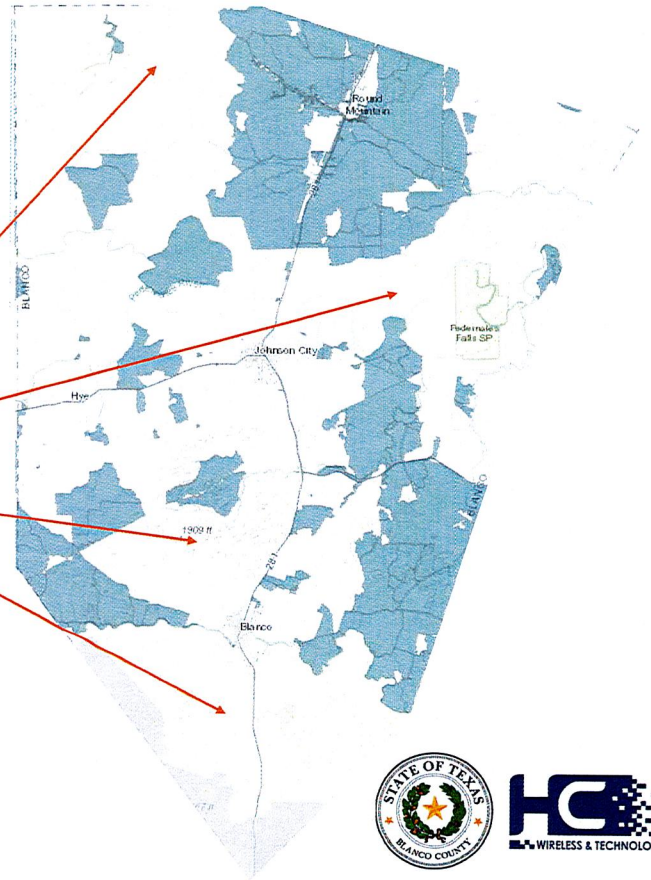 Round
Mountain
281
BLANCO
Pedernales
Falls SP
Johnson City
Hye
BLANCO
1909 ft
281
Blanco
STATE OF TEXAS
BLANCO COUNTY
HC
WIRELESS & TECHNOLO